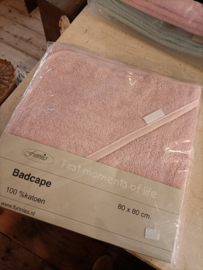 First moments of life
Badcape
100 %katoen
80 x 80 cm.